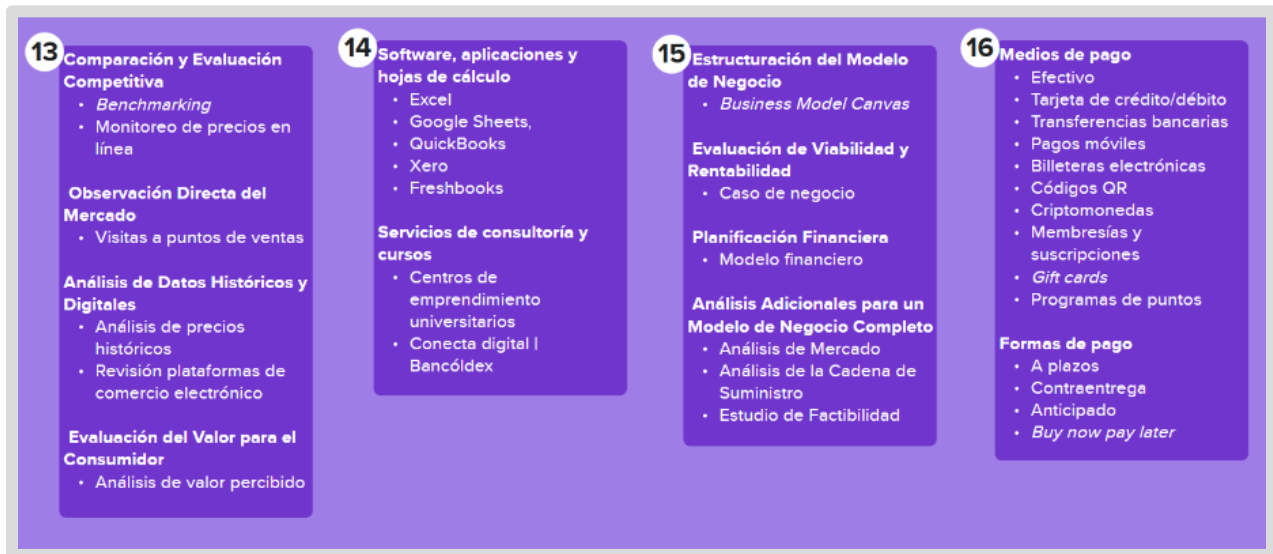 13
Comparación y Evaluación
Competitiva
• Benchmarking
• Monitoreo de precios en
línea
Observación Directa del
Mercado
• Visitas a puntos de ventas
Análisis de Datos Históricos y
Digitales
• Análisis de precios
históricos
• Revisión plataformas de
comercio electrónico
Evaluación del Valor para el
Consumidor
• Análisis de valor percibido
14
Software, aplicaciones y
hojas de cálculo
• Excel
• Google Sheets,
• QuickBooks
• Xero
• Freshbooks
Servicios de consultoría y
cursos
• Centros de
emprendimiento
universitarios
• Conecta digital |
Bancóldex
15
Estructuración del Modelo
de Negocio
• Business Model Canvas
Evaluación de Viabilidad y
Rentabilidad
• Caso de negocio
Planificación Financiera
• Modelo financiero
Análisis Adicionales para un
Modelo de Negocio Completo
• Análisis de Mercado
• Análisis de la Cadena de
Suministro
• Estudio de Factibilidad
16
Medios de pago
• Efectivo
• Tarjeta de crédito/débito
• Transferencias bancarias
• Pagos móviles
• Billeteras electrónicas
• Códigos QR
• Criptomonedas
• Membresías y
suscripciones
• Gift cards
• Programas de puntos
Formas de pago
• A plazos
• Contraentrega
• Anticipado
• Buy now pay later